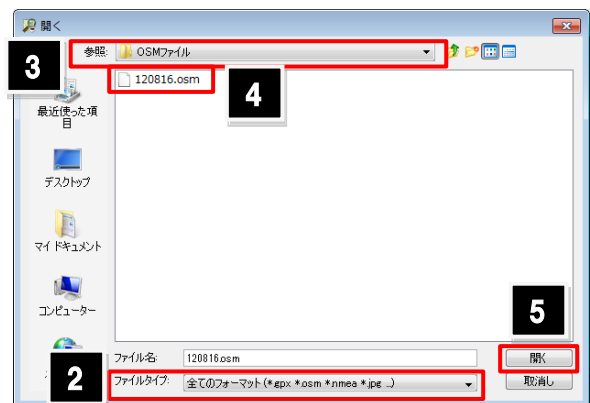 開く
3
参照:
OSMファイル
120816.osm
4
最近使った項目
デスクトップ
マイ ドキュメント
コンピューター
5
ファイル名:
120816.osm
開く
2
ファイルタイプ:
全てのフォーマット (*gpx *osm *nmea *jpg ...)
取消し